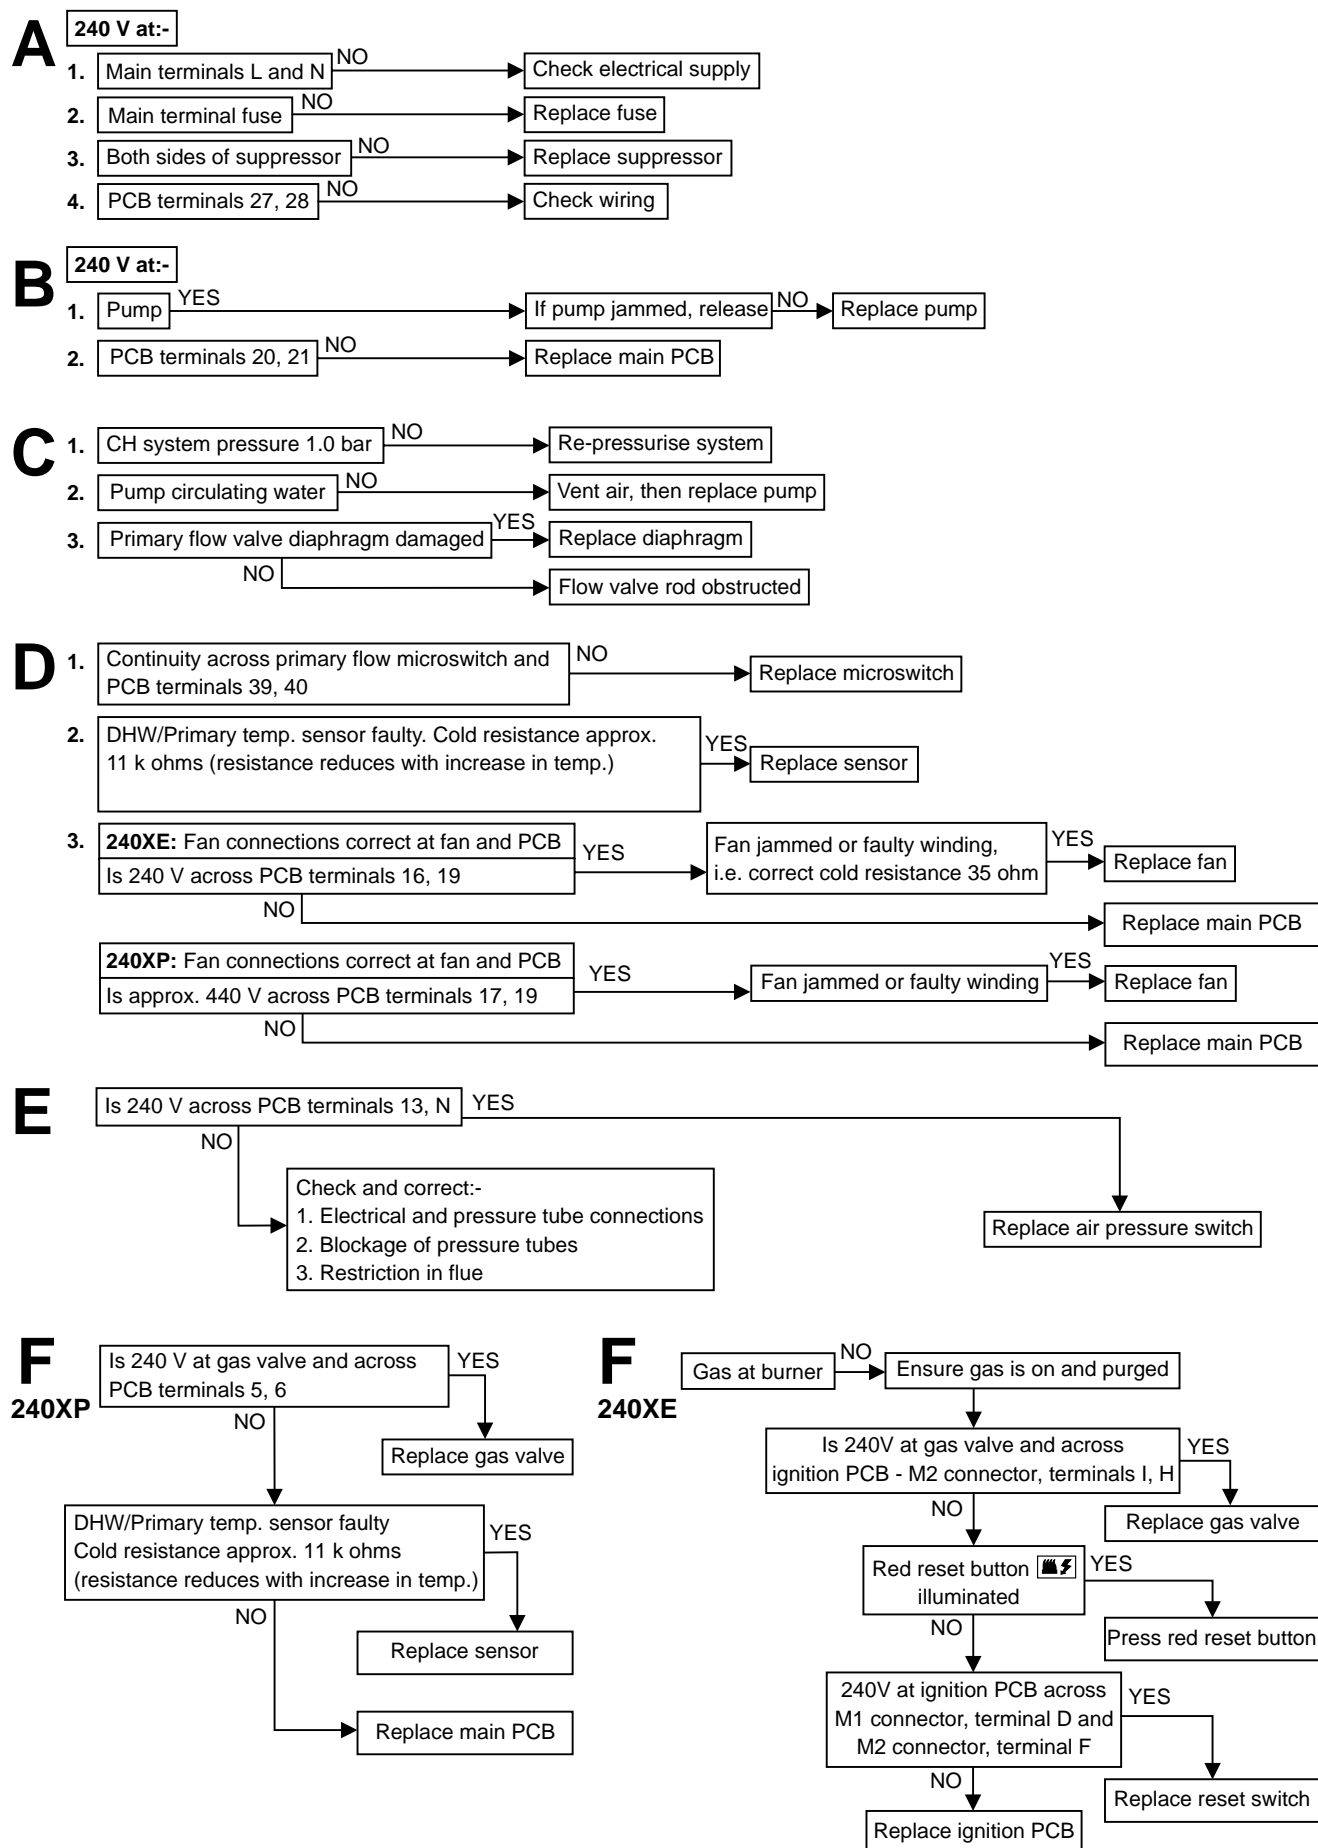 A
240 V at:-
1. Main terminals L and N NO Check electrical supply
2. Main terminal fuse NO Replace fuse
3. Both sides of suppressor NO Replace suppressor
4. PCB terminals 27, 28 NO Check wiring
B
240 V at:-
1. Pump YES If pump jammed, release NO Replace pump
2. PCB terminals 20, 21 NO Replace main PCB
C
1. CH system pressure 1.0 bar NO Re-pressurise system
2. Pump circulating water NO Vent air, then replace pump
3. Primary flow valve diaphragm damaged YES Replace diaphragm
NO Flow valve rod obstructed
D
1. Continuity across primary flow microswitch and
PCB terminals 39, 40
NO Replace microswitch
2. DHW/Primary temp. sensor faulty. Cold resistance approx.
11 k ohms (resistance reduces with increase in temp.)
YES Replace sensor
3. 240XE: Fan connections correct at fan and PCB
Is 240 V across PCB terminals 16, 19
YES
Fan jammed or faulty winding,
i.e. correct cold resistance 35 ohm
YES Replace fan
NO Replace main PCB
240XP: Fan connections correct at fan and PCB
Is approx. 440 V across PCB terminals 17, 19
YES Fan jammed or faulty winding YES Replace fan
NO Replace main PCB
E
Is 240 V across PCB terminals 13, N YES
NO
Check and correct:-
1. Electrical and pressure tube connections
2. Blockage of pressure tubes
3. Restriction in flue
Replace air pressure switch
F
240XP
Is 240 V at gas valve and across
PCB terminals 5, 6
YES
Replace gas valve
NO
DHW/Primary temp. sensor faulty
Cold resistance approx. 11 k ohms
(resistance reduces with increase in temp.)
YES
Replace sensor
NO
Replace main PCB
F
240XE
Gas at burner NO Ensure gas is on and purged
Is 240V at gas valve and across
ignition PCB - M2 connector, terminals I, H
YES
Replace gas valve
NO
Red reset button
illuminated
YES
Press red reset button
NO
240V at ignition PCB across
M1 connector, terminal D and
M2 connector, terminal F
YES
Replace reset switch
NO
Replace ignition PCB